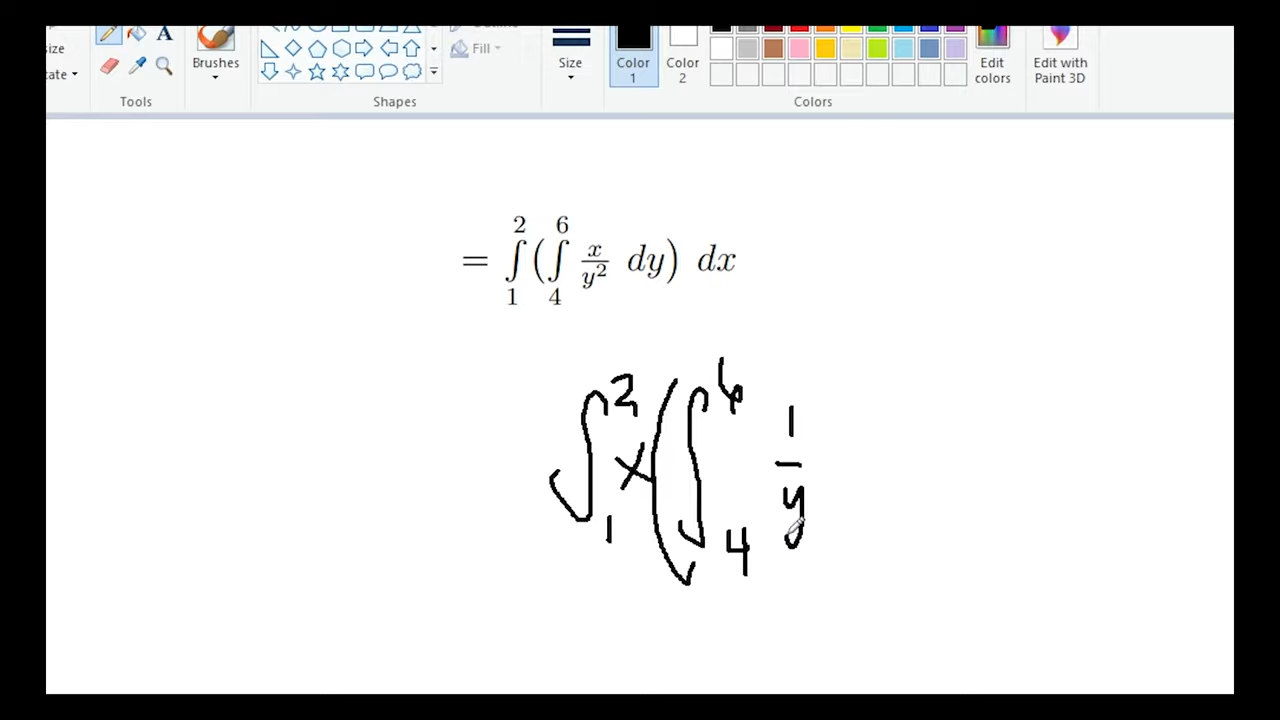 size
ate
A
Brushes
Outline
Fill
Size
Color 1
Color 2
Edit colors
Edit with Paint 3D
Tools
Shapes
Colors
= ∫₁² (∫₄⁶ x/y² dy) dx
∫₁² x(∫₄⁶ 1/y